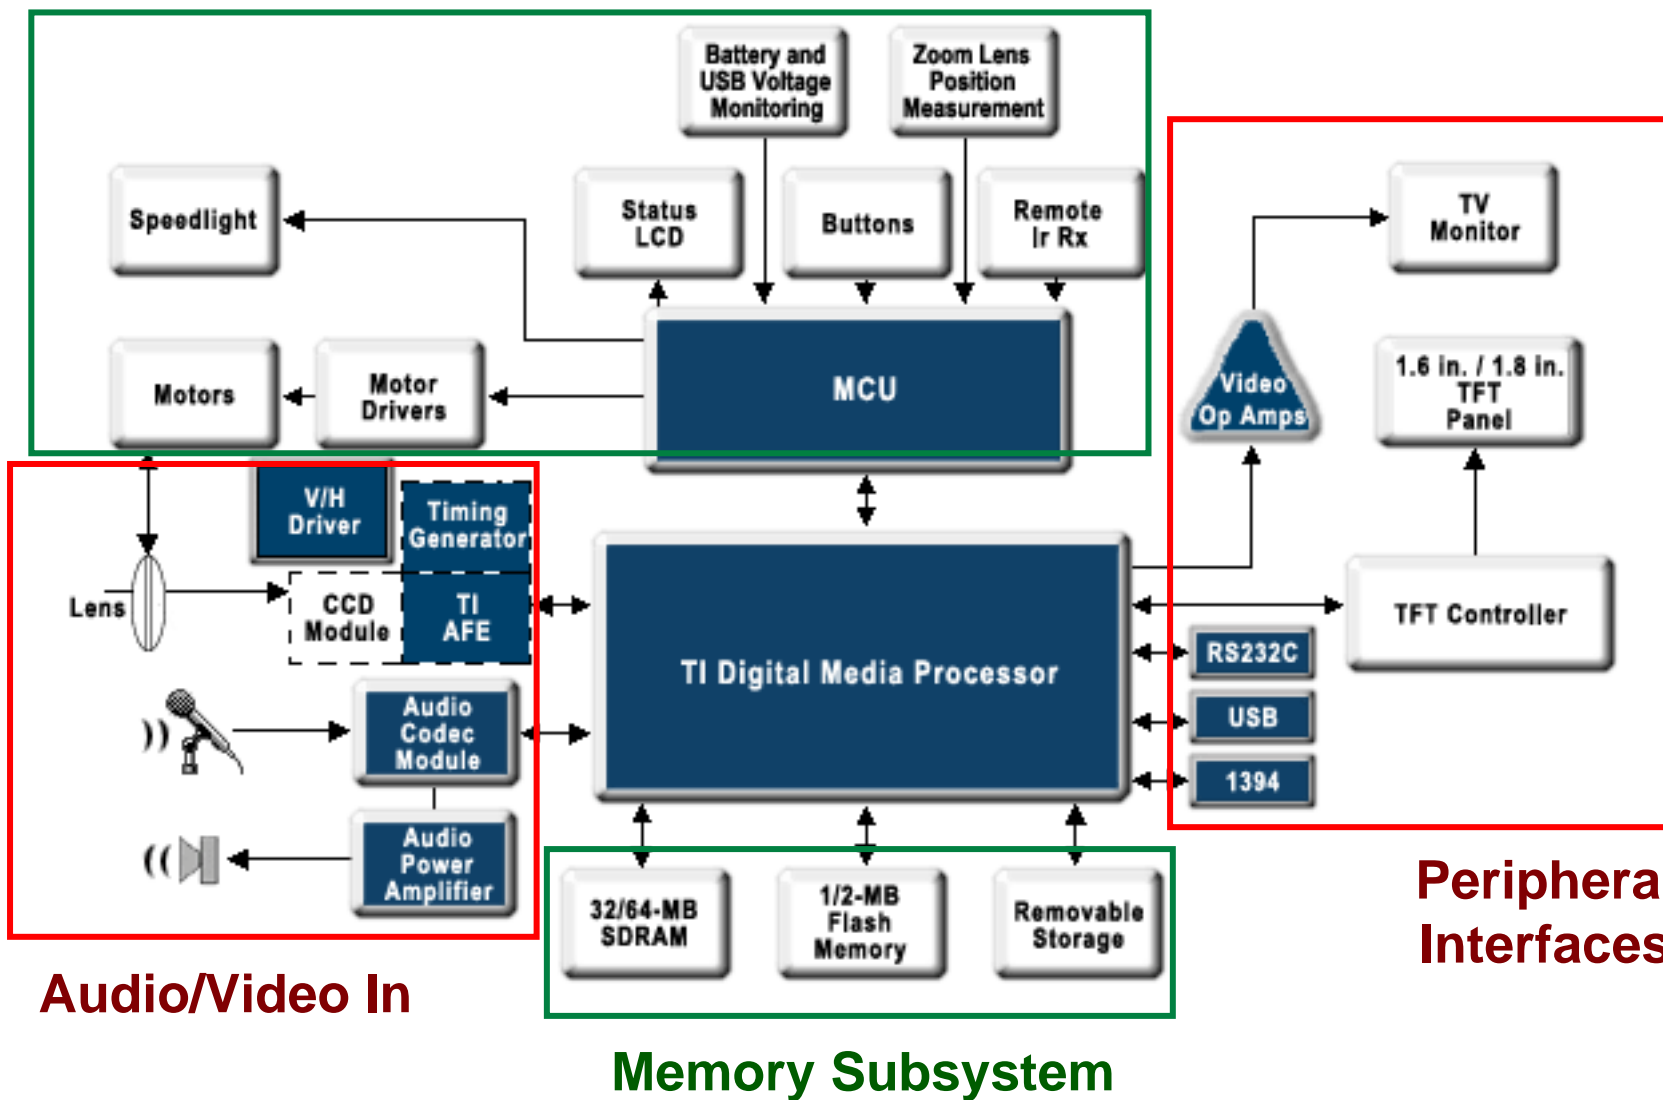 Battery and
USB Voltage
Monitoring
Zoom Lens
Position
Measurement
Speedlight
Status
LCD
Buttons
Remote
Ir Rx
TV
Monitor
Motors
Motor
Drivers
MCU
Video
Op Amps
1.6 in. / 1.8 in.
TFT
Panel
V/H
Driver
Timing
Generator
Lens
CCD
Module
TI
AFE
TI Digital Media Processor
TFT Controller
RS232C
USB
1394
Audio
Codec
Module
Audio
Power
Amplifier
32/64-MB
SDRAM
1/2-MB
Flash
Memory
Removable
Storage
Periphera
Interfaces
Audio/Video In
Memory Subsystem